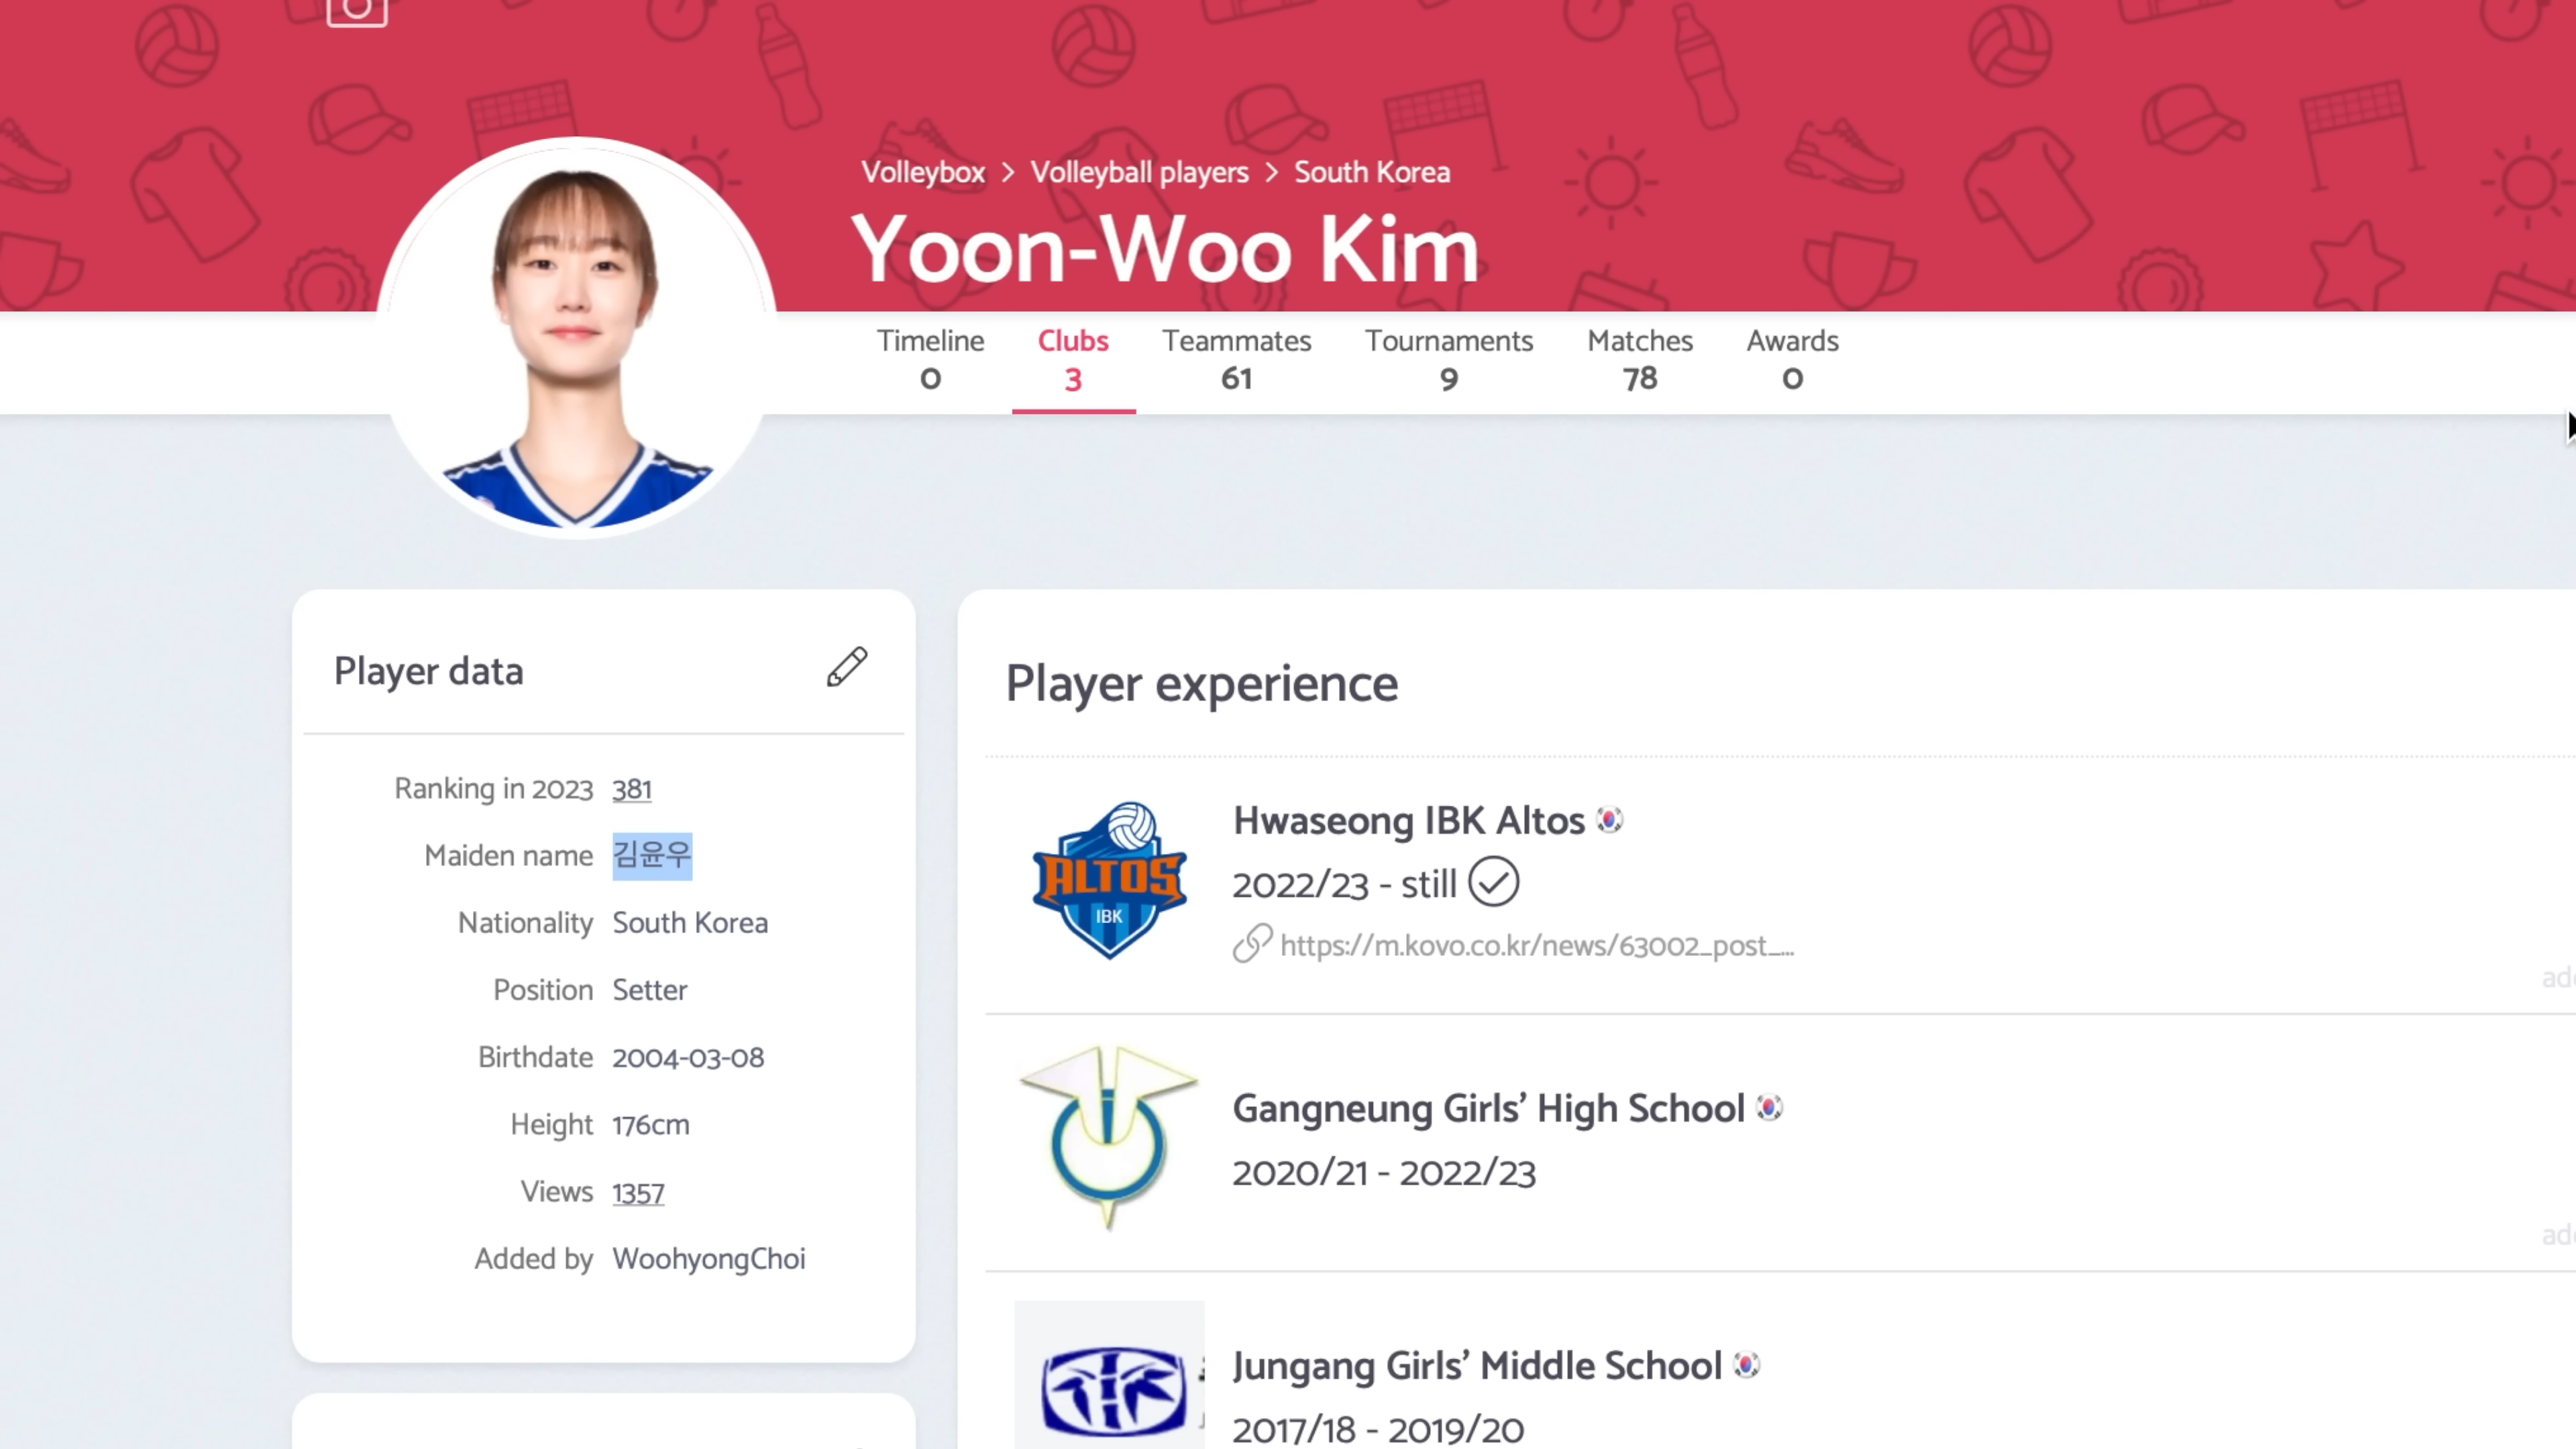 Volleybox > Volleyball players > South Korea
Yoon-Woo Kim
Timeline Clubs Teammates Tournaments Matches Awards
0 3 61 9 78 0
Player data
Ranking in 2023 381
Maiden name 김윤우
Nationality South Korea
Position Setter
Birthdate 2004-03-08
Height 176cm
Views 1357
Added by WoohyongChoi
Player experience
ALTOS
IBK
Hwaseong IBK Altos
2022/23 - still
https://m.kovo.co.kr/news/63002_post_...
Gangneung Girls' High School
2020/21 - 2022/23
Jungang Girls' Middle School
2017/18 - 2019/20